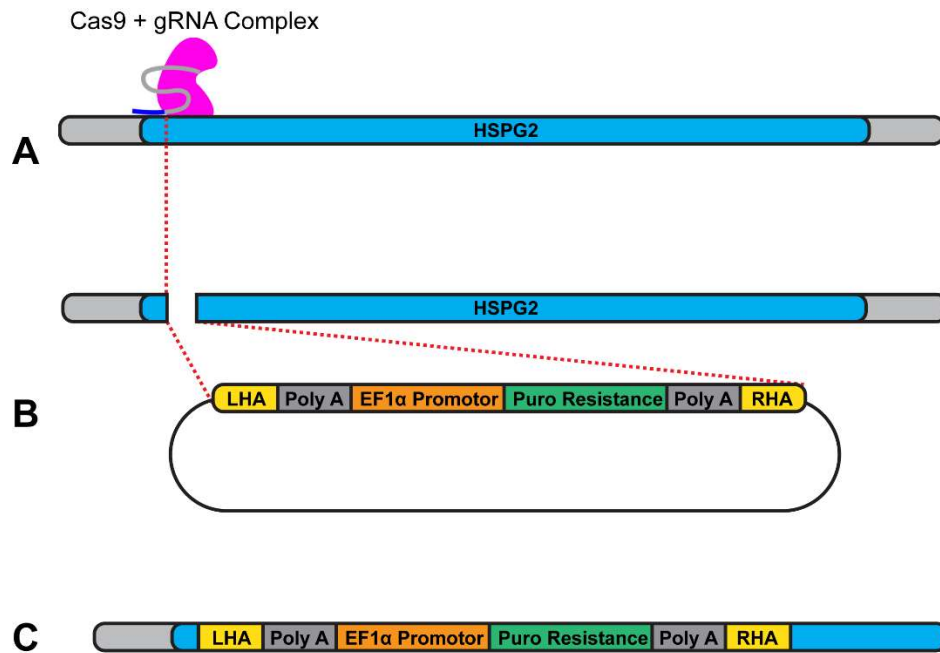 Cas9 + gRNA Complex
A
HSPG2
HSPG2
B
LHA Poly A EF1α Promotor Puro Resistance Poly A RHA
C
LHA Poly A EF1α Promotor Puro Resistance Poly A RHA